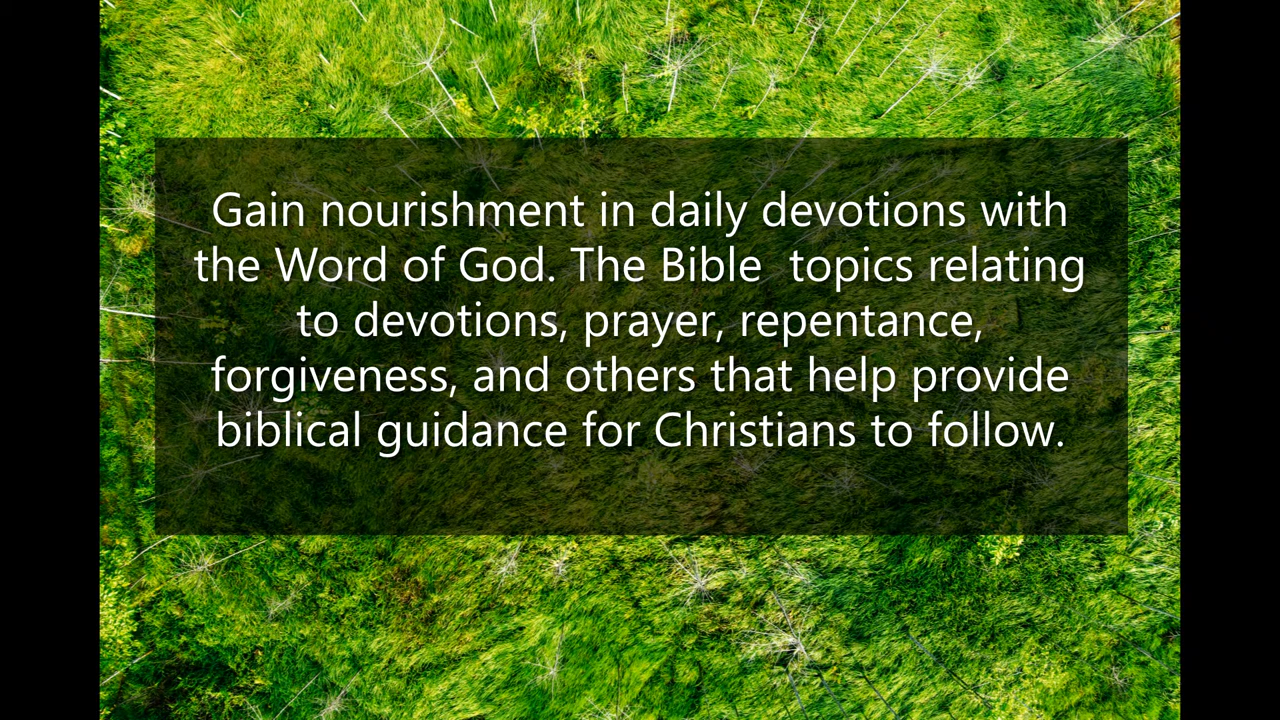 Gain nourishment in daily devotions with
the Word of God. The Bible  topics relating
to devotions, prayer, repentance,
forgiveness, and others that help provide
biblical guidance for Christians to follow.